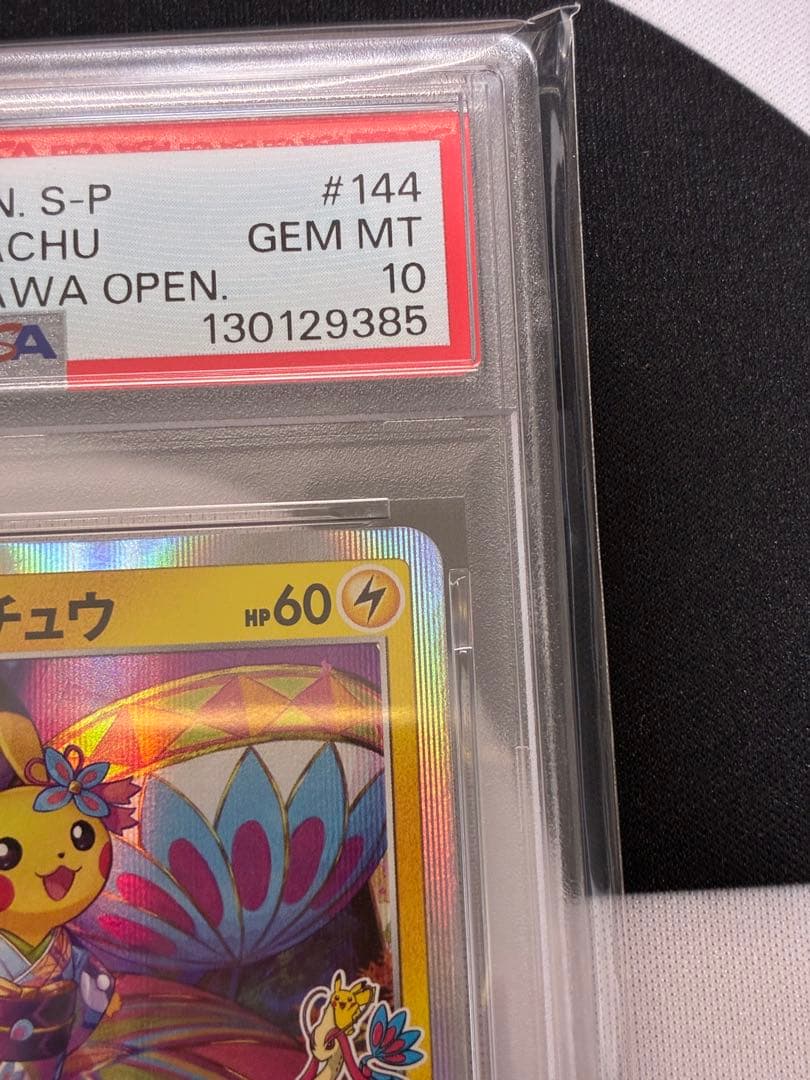 N. S-P #144
ACHU GEM MT
AWA OPEN. 10
SA 130129385
チュウ HP60